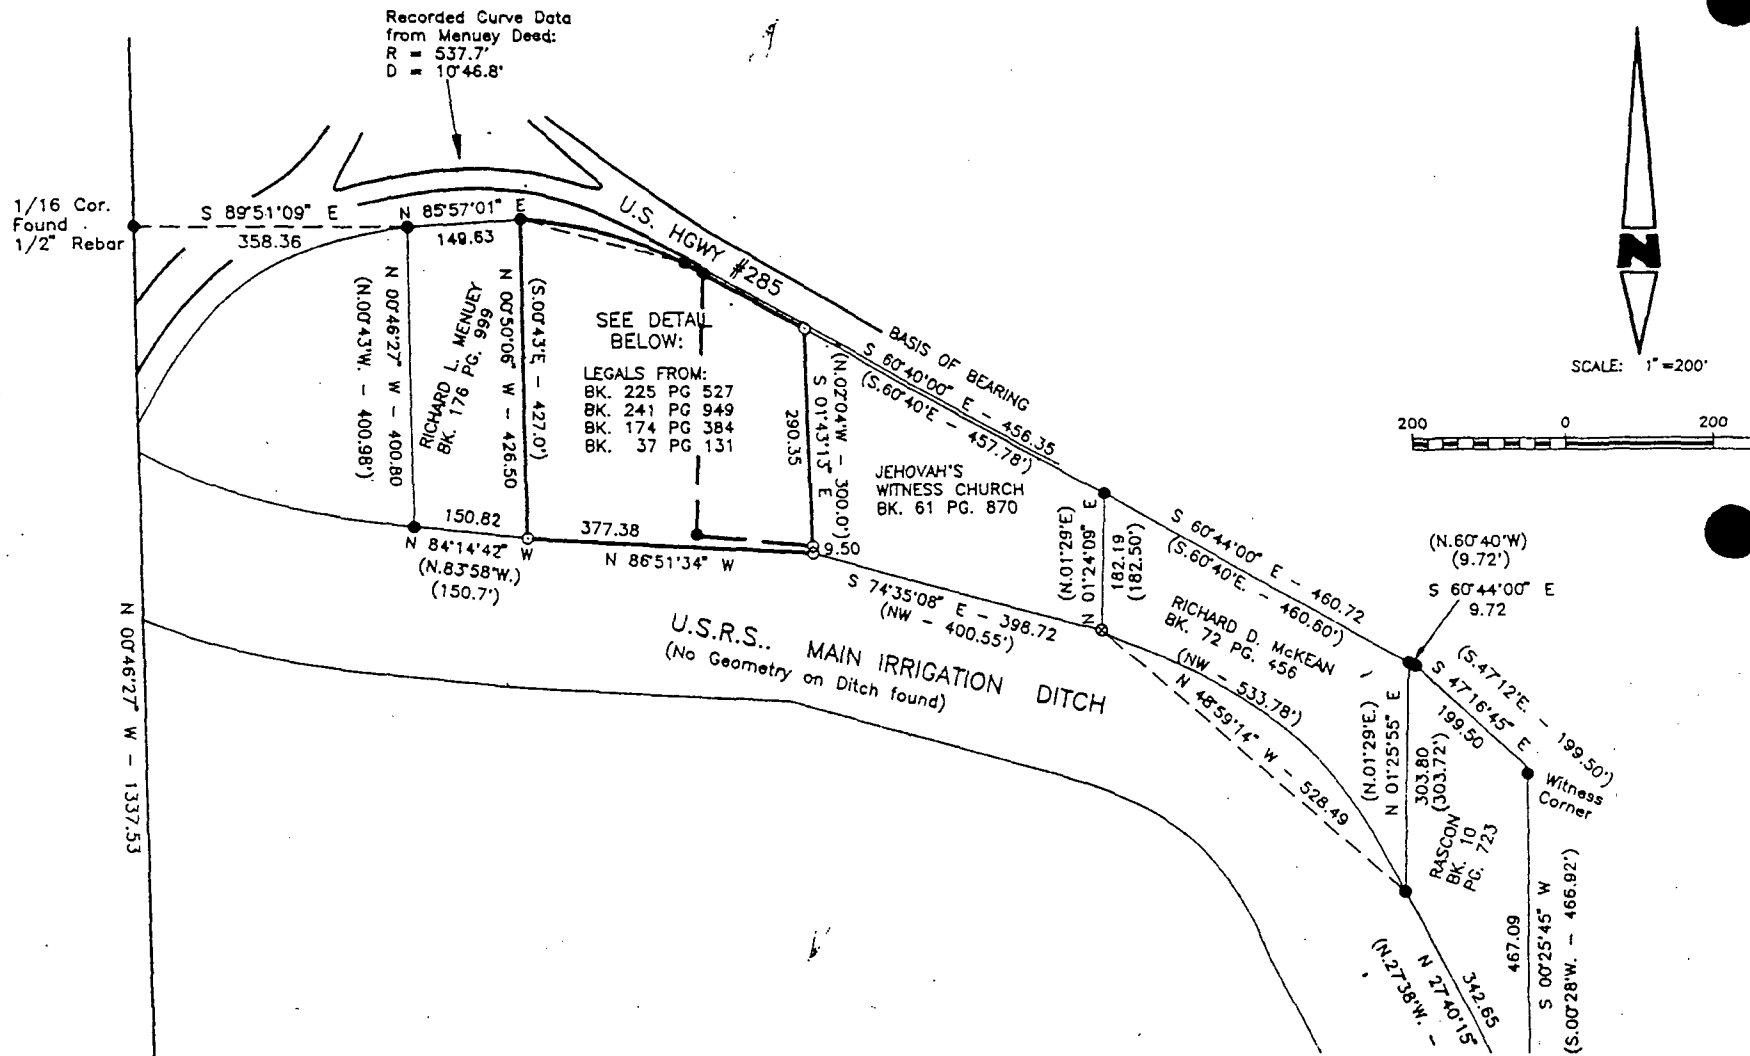 Recorded Curve Data
from Menuey Deed:
R = 537.7'
D = 10°46.8'
1/16 Cor.
Found
1/2" Rebar
S 89°51'09" E
358.36
N 85°57'01" E
149.63
U.S. HGWY #285
N 00°46'27" W - 400.80
(N.00°43'W. - 400.98')
RICHARD L. MENUEY
BK. 176 PG. 999
N 00°50'06" W - 426.50
(S.00°43'E - 427.0')
SEE DETAIL
BELOW:
LEGALS FROM:
BK. 225 PG 527
BK. 241 PG 949
BK. 174 PG 384
BK. 37 PG 131
290.35
S 01°43'13" E
(N.02°04'W - 300.0')
BASIS OF BEARING
S 60°40'00" E - 456.35
(S.60°40'E - 457.78')
JEHOVAH'S
WITNESS CHURCH
BK. 61 PG. 870
N
SCALE: 1"=200'
200 0 200
150.82
N 84°14'42" W
(N.83°58'W.)
(150.7')
377.38
N 86°51'34" W
9.50
S 74°35'08" E - 398.72
(NW - 400.55')
(N.01°29'E)
N 01°24'09" E
182.19
(182.50')
S 60°44'00" E - 460.72
(S.60°40'E. - 460.60')
RICHARD D. McKEAN
BK. 72 PG. 456
(N.60°40'W)
(9.72')
S 60°44'00" E
9.72
(S.47°12'E. - 199.50')
S 47°16'45" E
199.50
Witness
Corner
U.S.R.S.. MAIN IRRIGATION DITCH
(No Geometry on Ditch found)
(NW - 533.78')
N 48°59'14" W - 528.49
(N.01°29'E.)
N 01°25'55" E
303.80
(303.72')
RASCON
BK. 10
PG. 723
N 00°46'27" W - 1337.53
467.09
S 00°25'45" W
(S.00°28'W. - 466.92')
342.65
N 27°40'15"
(N.27°38'W. -